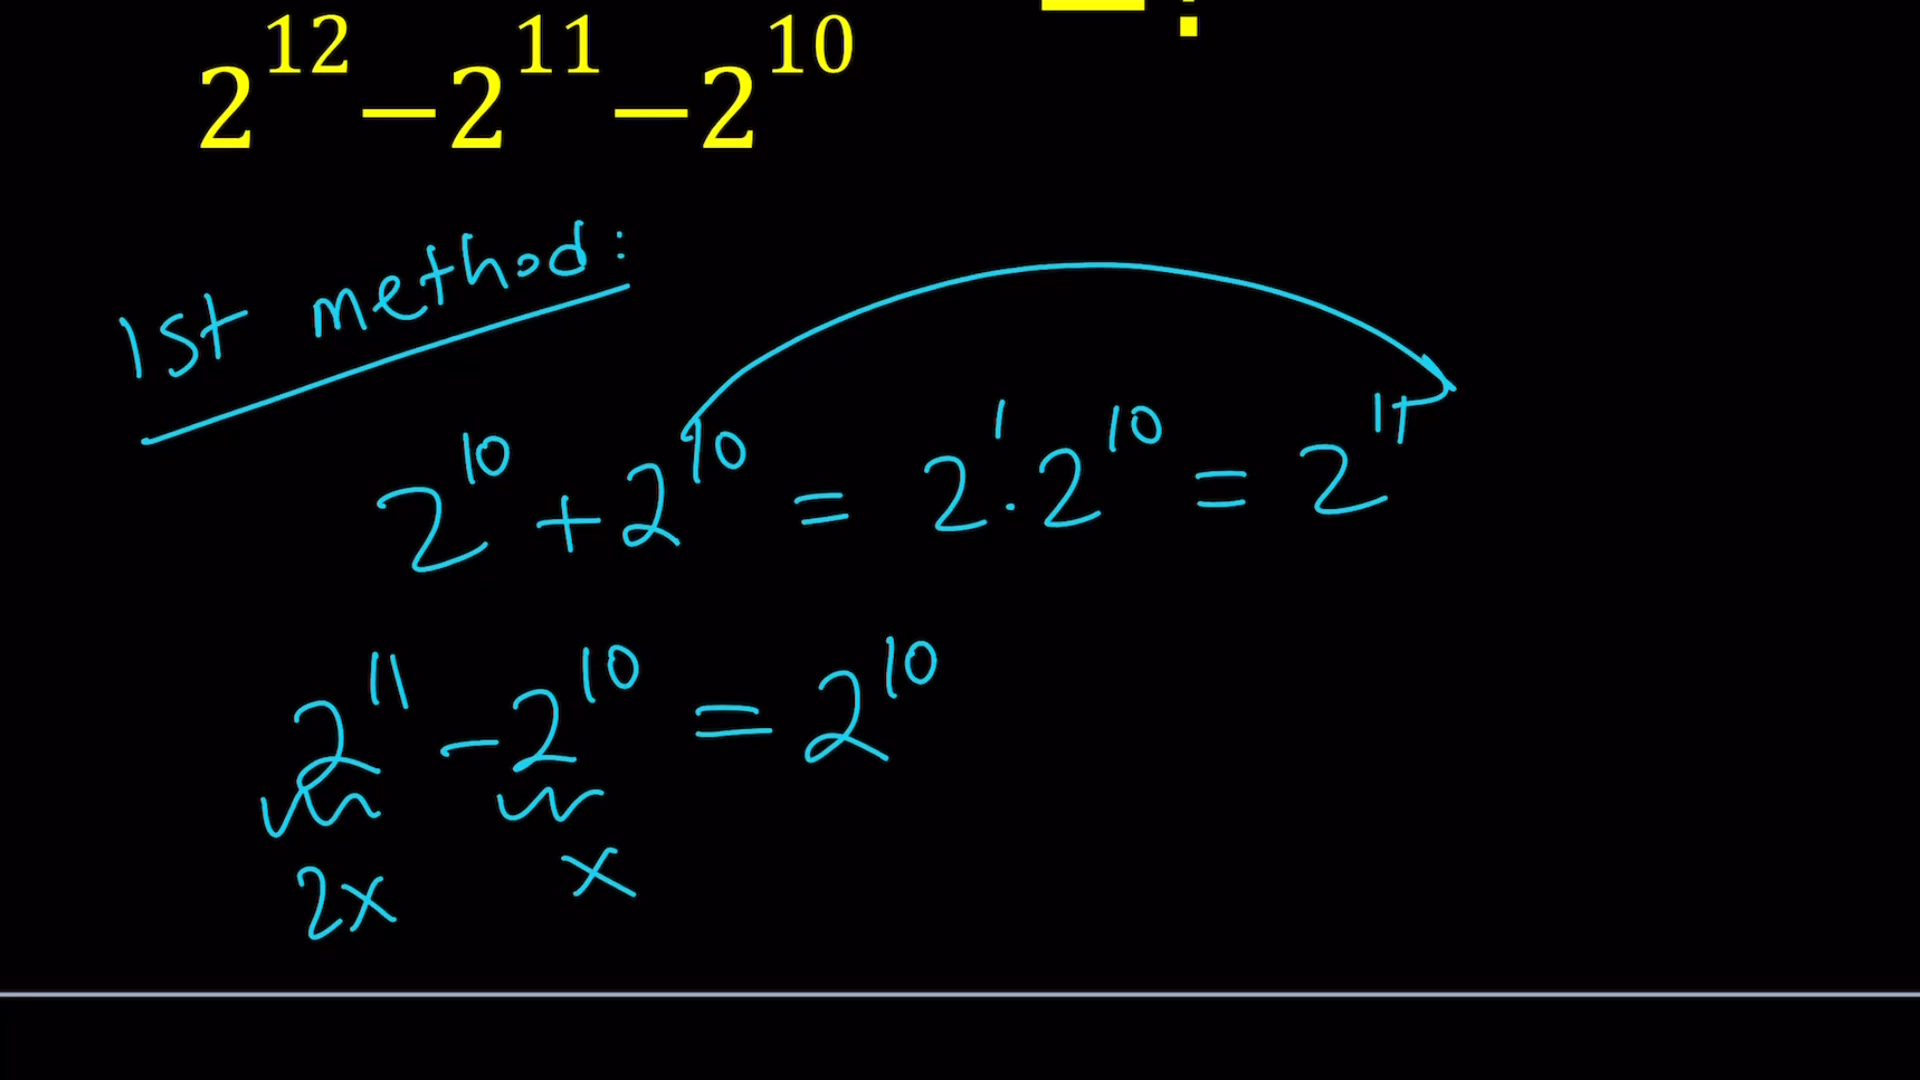 = ?
2^12 − 2^11 − 2^10
1st method:
2^10 + 2^10 = 2^1 · 2^10 = 2^11
2^11 − 2^10 = 2^10
2x x